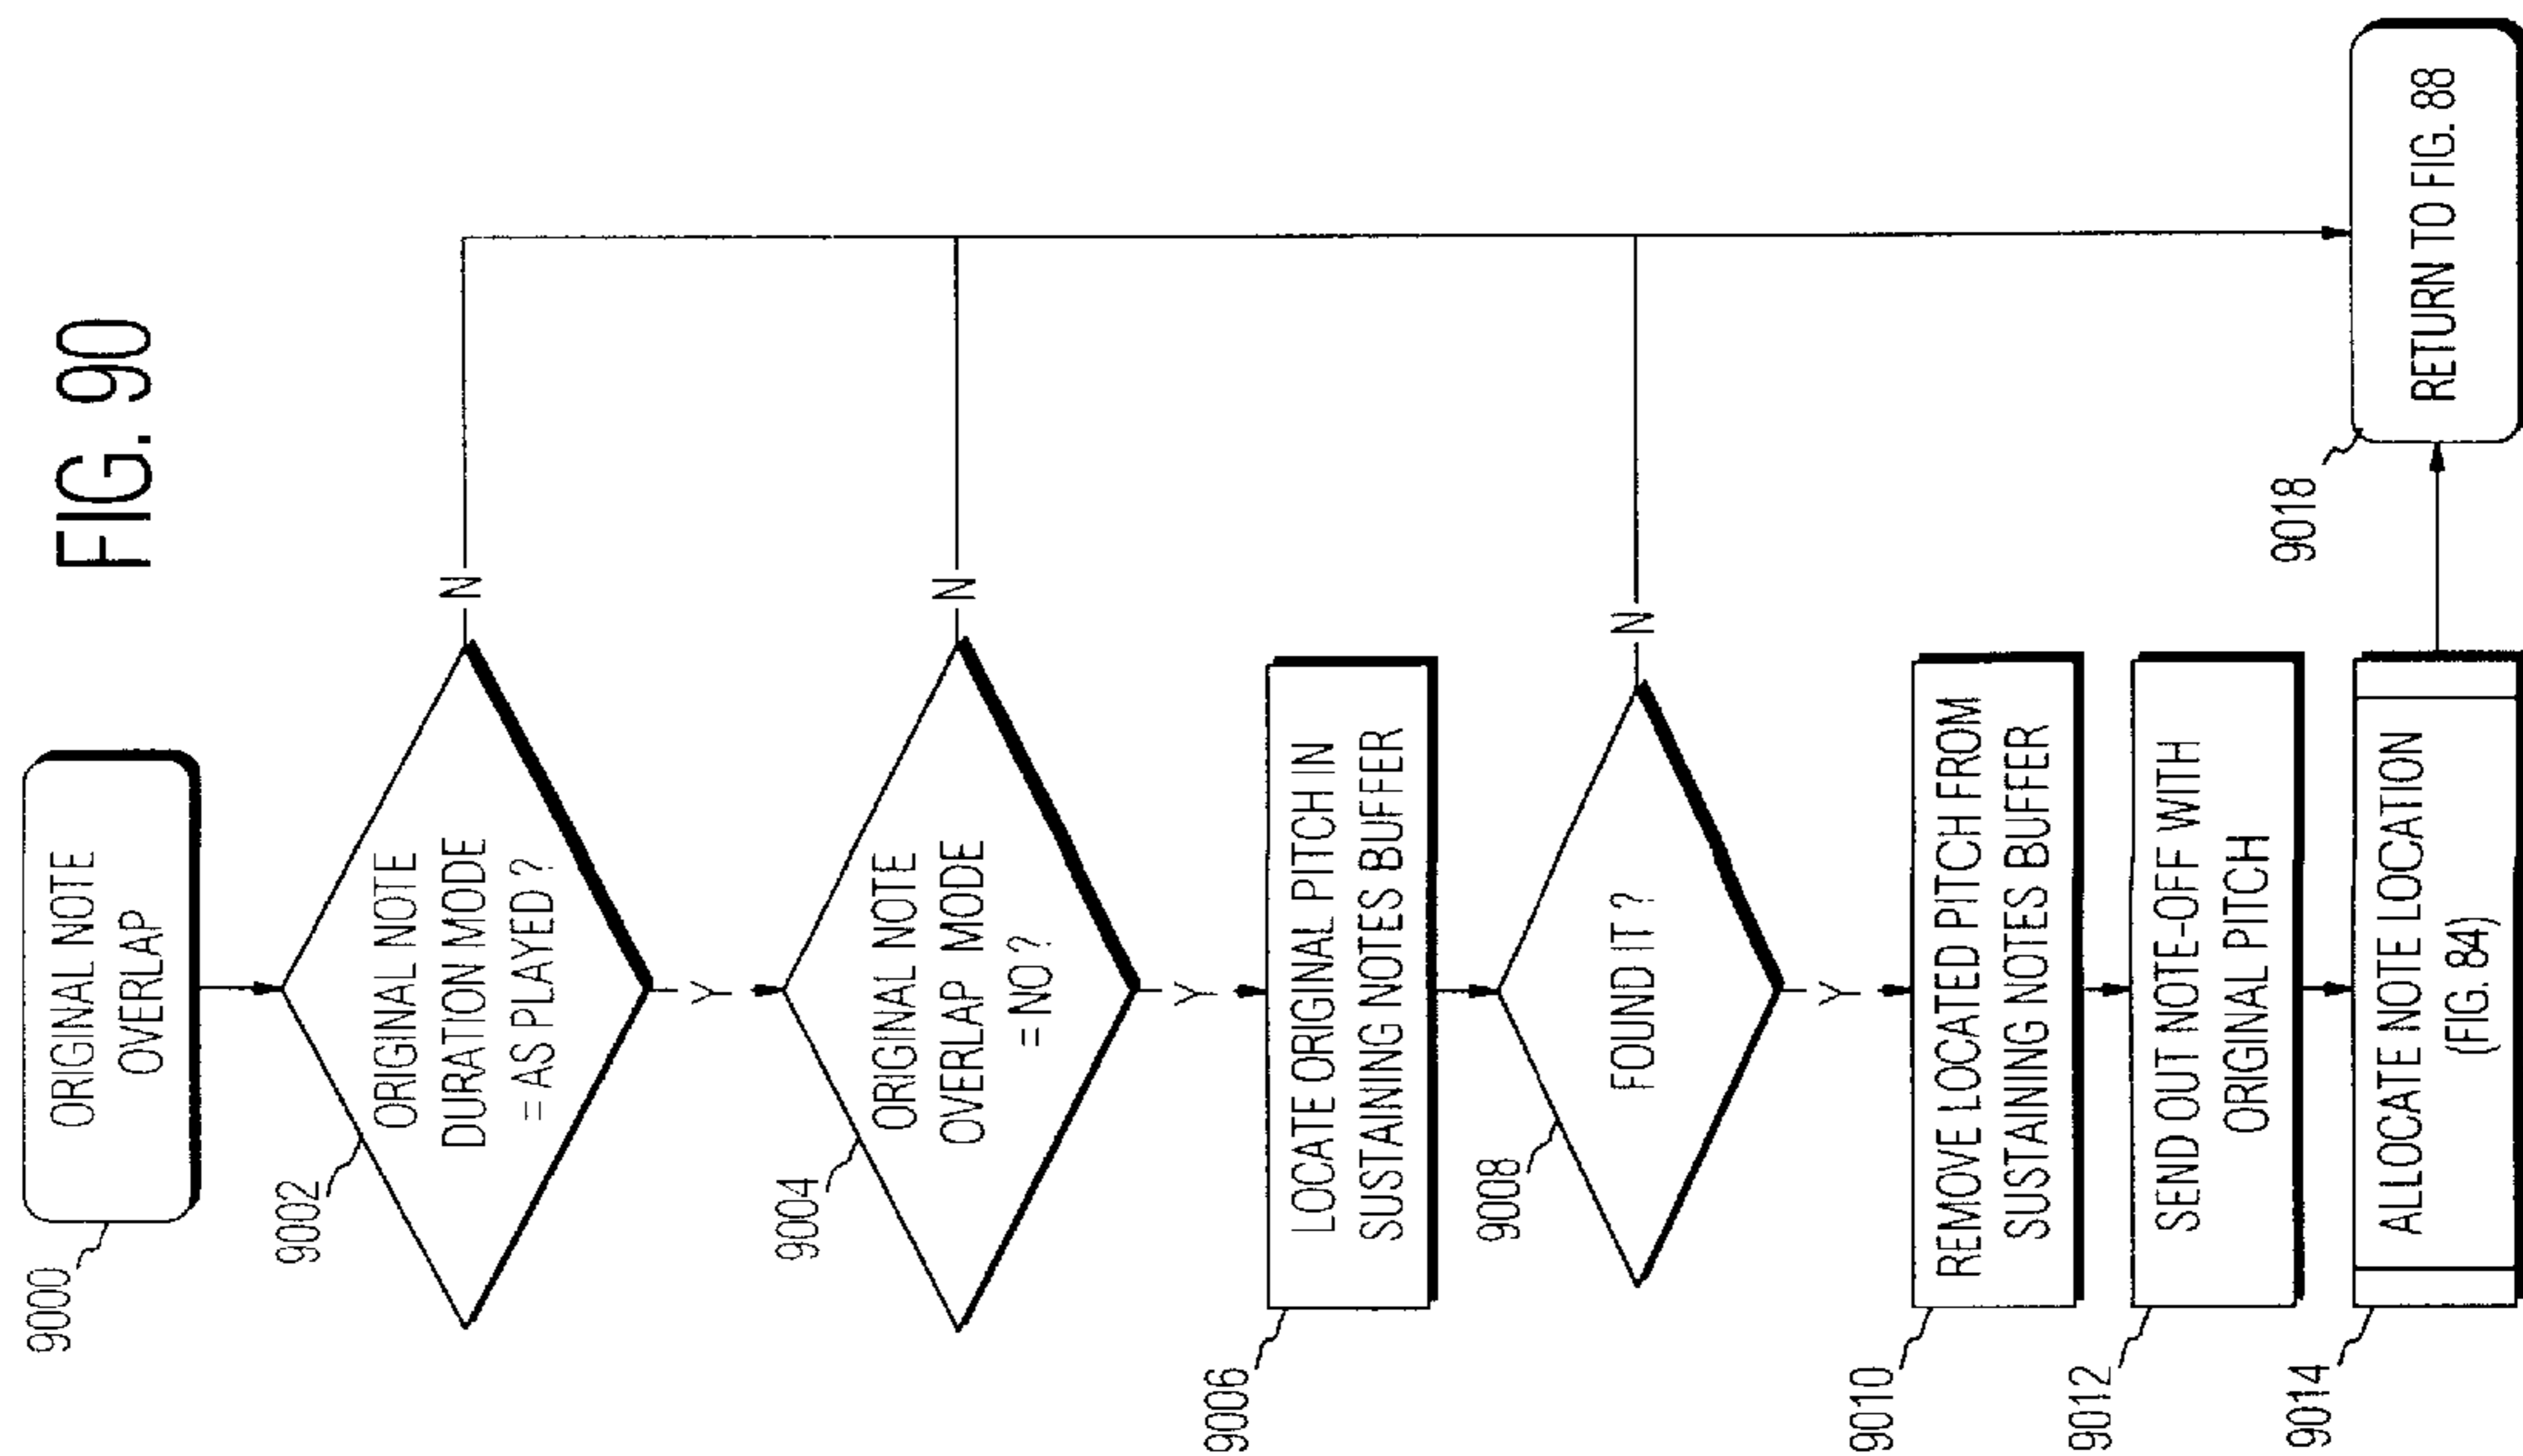 FIG. 90
9000
ORIGINAL NOTE
OVERLAP
9002
ORIGINAL NOTE
DURATION MODE
= AS PLAYED ?
N
Y
9004
ORIGINAL NOTE
OVERLAP MODE
= NO ?
N
Y
9006
LOCATE ORIGINAL PITCH IN
SUSTAINING NOTES BUFFER
9008
FOUND IT ?
N
Y
9010
REMOVE LOCATED PITCH FROM
SUSTAINING NOTES BUFFER
9012
SEND OUT NOTE-OFF WITH
ORIGINAL PITCH
9014
ALLOCATE NOTE LOCATION
(FIG. 84)
9018
RETURN TO FIG. 88